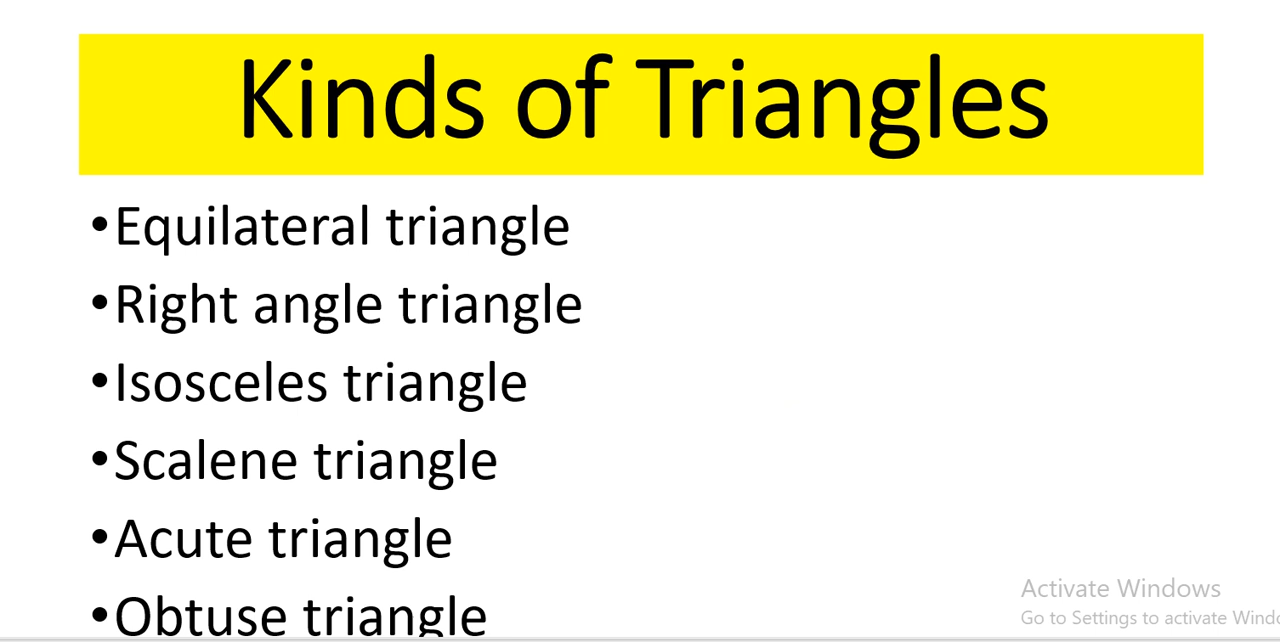 Kinds of Triangles
•Equilateral triangle
•Right angle triangle
•Isosceles triangle
•Scalene triangle
•Acute triangle
•Obtuse triangle
Activate Windows
Go to Settings to activate